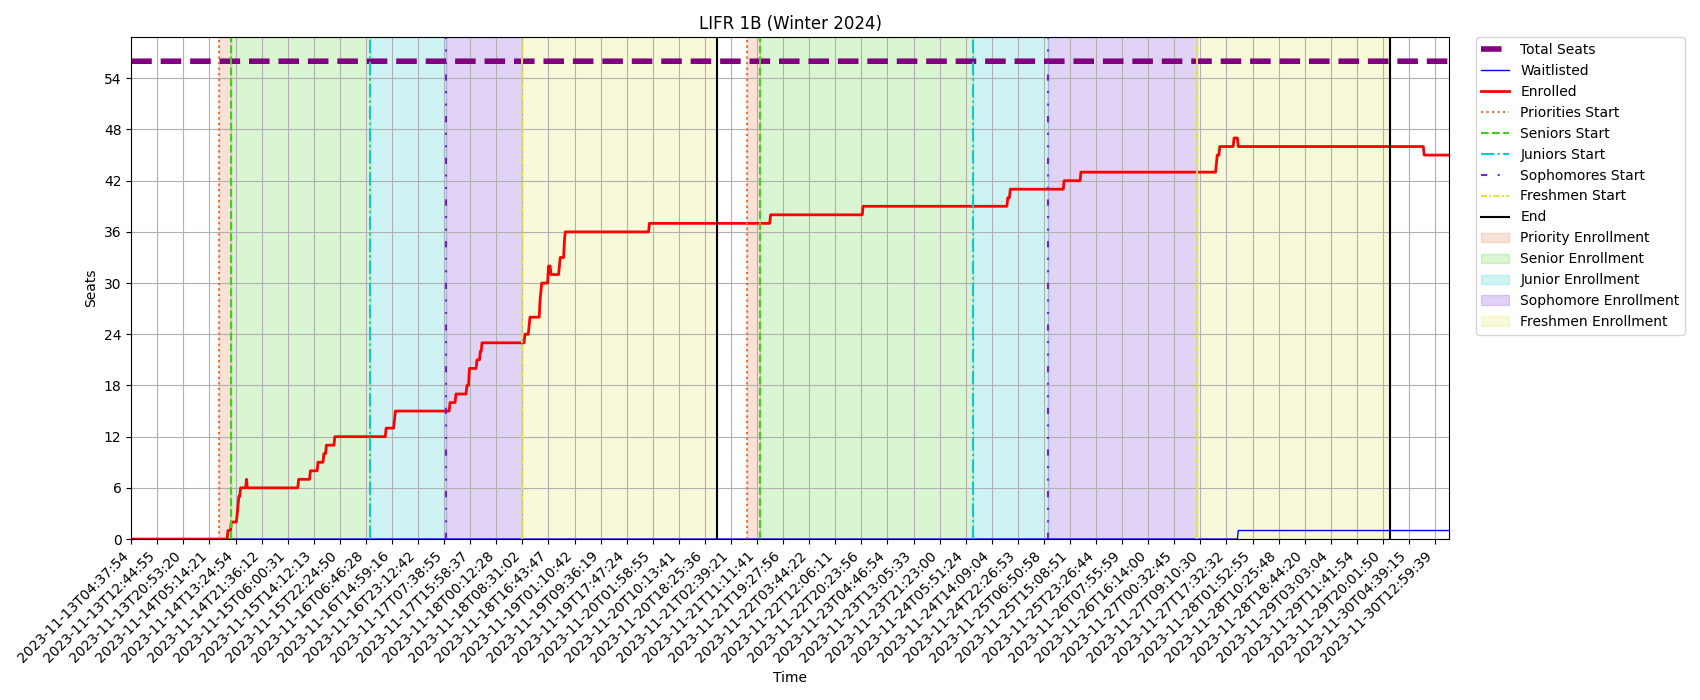 LIFR 1B (Winter 2024)
Seats
54
48
42
36
30
24
18
12
6
0
2023-11-13T04:37:54
2023-11-13T12:44:55
2023-11-13T20:53:20
2023-11-14T05:14:21
2023-11-14T13:24:54
2023-11-14T21:36:12
2023-11-15T06:00:31
2023-11-15T14:12:13
2023-11-15T22:24:50
2023-11-16T06:46:28
2023-11-16T14:59:16
2023-11-16T23:12:42
2023-11-17T07:38:55
2023-11-17T15:58:37
2023-11-18T00:12:28
2023-11-18T08:31:02
2023-11-18T16:43:47
2023-11-19T01:10:42
2023-11-19T09:36:19
2023-11-19T17:47:24
2023-11-20T01:58:55
2023-11-20T10:13:41
2023-11-20T18:25:36
2023-11-21T02:39:21
2023-11-21T11:11:41
2023-11-21T19:27:56
2023-11-22T03:44:22
2023-11-22T12:06:11
2023-11-22T20:23:56
2023-11-23T04:46:54
2023-11-23T13:05:33
2023-11-23T21:23:00
2023-11-24T05:51:24
2023-11-24T14:09:04
2023-11-24T22:26:53
2023-11-25T06:50:58
2023-11-25T15:08:51
2023-11-25T23:26:44
2023-11-26T07:55:59
2023-11-26T16:14:00
2023-11-27T00:32:45
2023-11-27T09:10:30
2023-11-27T17:32:32
2023-11-28T01:52:55
2023-11-28T10:25:48
2023-11-28T18:44:20
2023-11-29T03:03:04
2023-11-29T11:41:54
2023-11-29T20:01:50
2023-11-30T04:39:15
2023-11-30T12:59:39
Time
Total Seats
Waitlisted
Enrolled
Priorities Start
Seniors Start
Juniors Start
Sophomores Start
Freshmen Start
End
Priority Enrollment
Senior Enrollment
Junior Enrollment
Sophomore Enrollment
Freshmen Enrollment